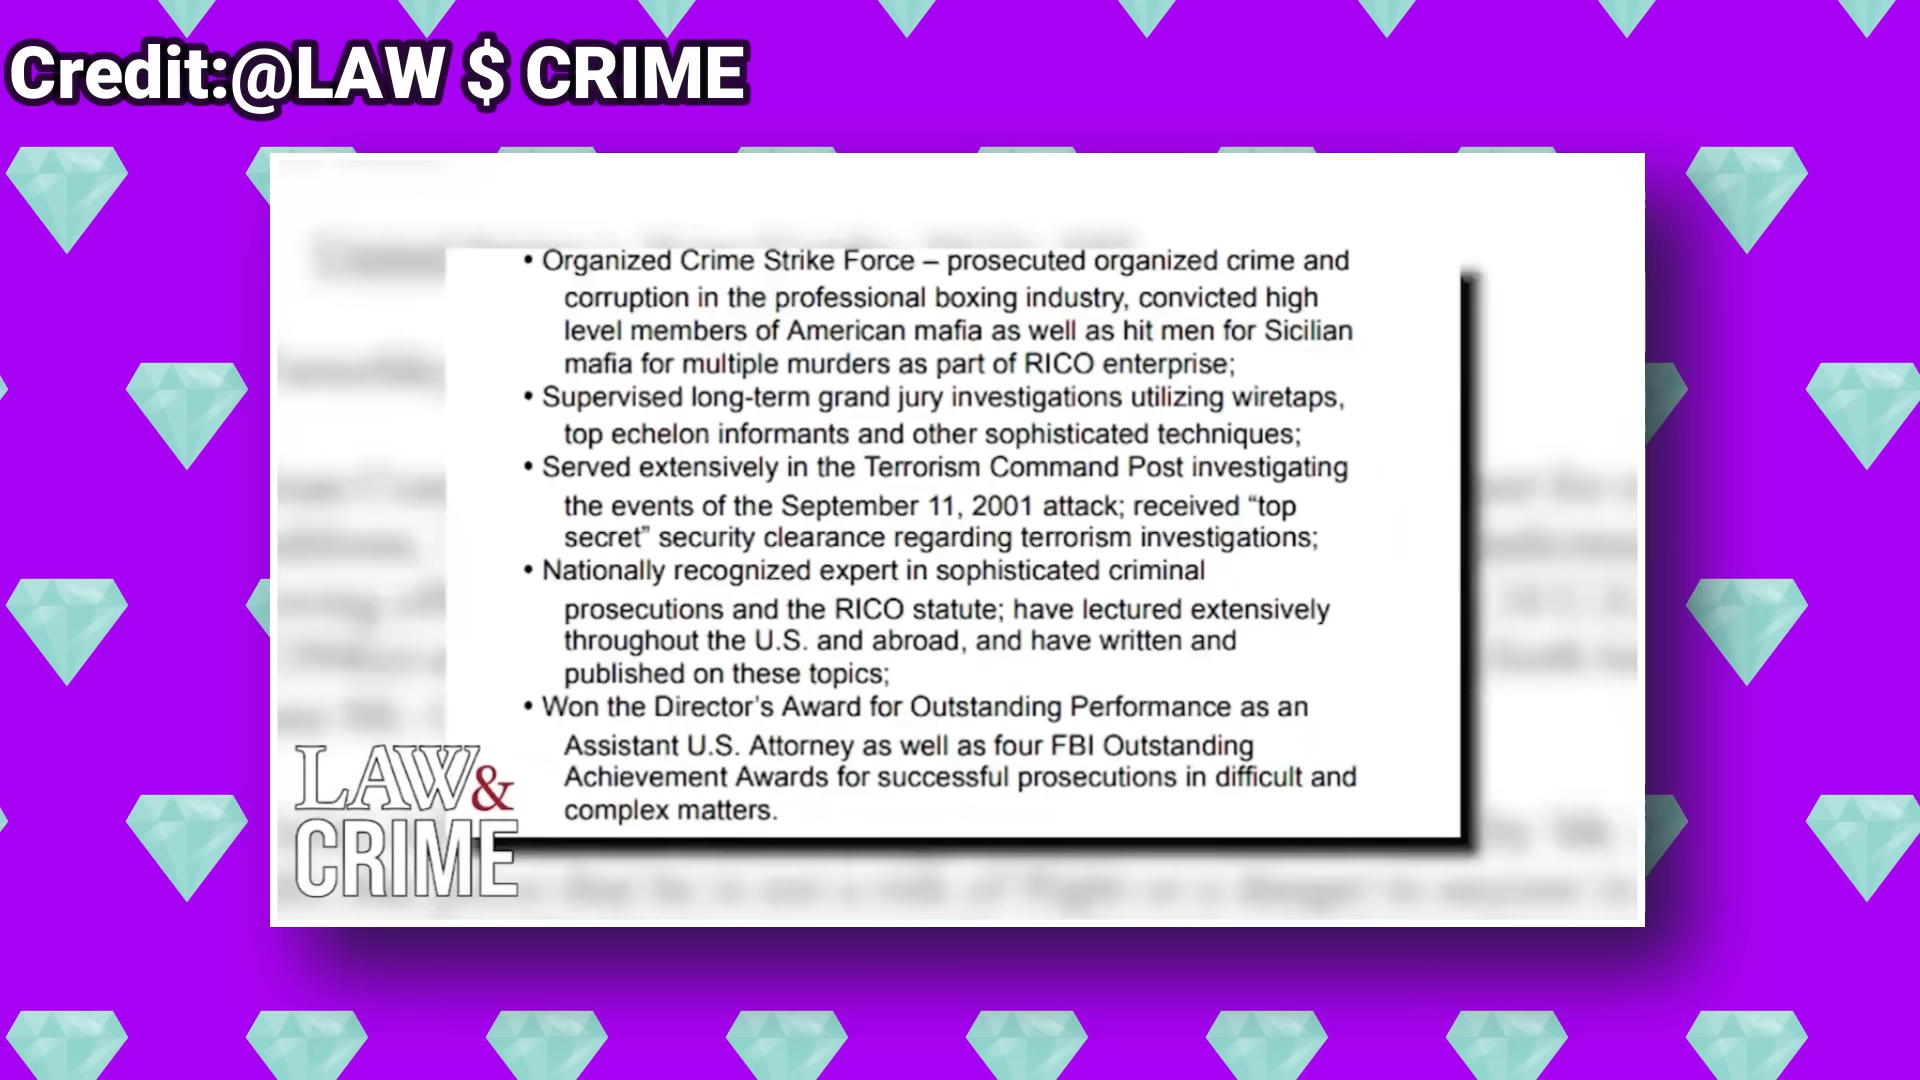 Credit:@LAW $ CRIME
• Organized Crime Strike Force – prosecuted organized crime and
corruption in the professional boxing industry, convicted high
level members of American mafia as well as hit men for Sicilian
mafia for multiple murders as part of RICO enterprise;
• Supervised long-term grand jury investigations utilizing wiretaps,
top echelon informants and other sophisticated techniques;
• Served extensively in the Terrorism Command Post investigating
the events of the September 11, 2001 attack; received “top
secret” security clearance regarding terrorism investigations;
• Nationally recognized expert in sophisticated criminal
prosecutions and the RICO statute; have lectured extensively
throughout the U.S. and abroad, and have written and
published on these topics;
• Won the Director’s Award for Outstanding Performance as an
Assistant U.S. Attorney as well as four FBI Outstanding
Achievement Awards for successful prosecutions in difficult and
complex matters.
LAW&
CRIME